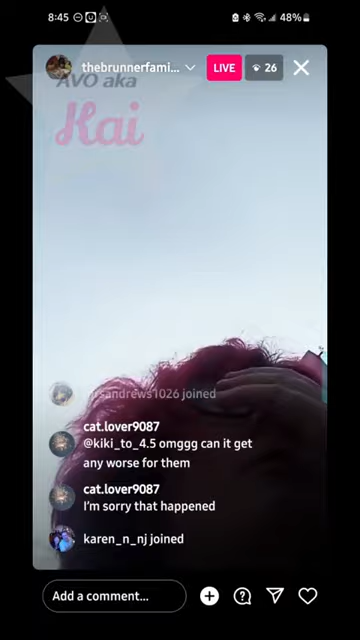 8:45
48%
thebrunnerfami...
LIVE
26
AVO aka
Kai
sandrews1026 joined
cat.lover9087
@kiki_to_4.5 omggg can it get
any worse for them
cat.lover9087
I'm sorry that happened
karen_n_nj joined
Add a comment...